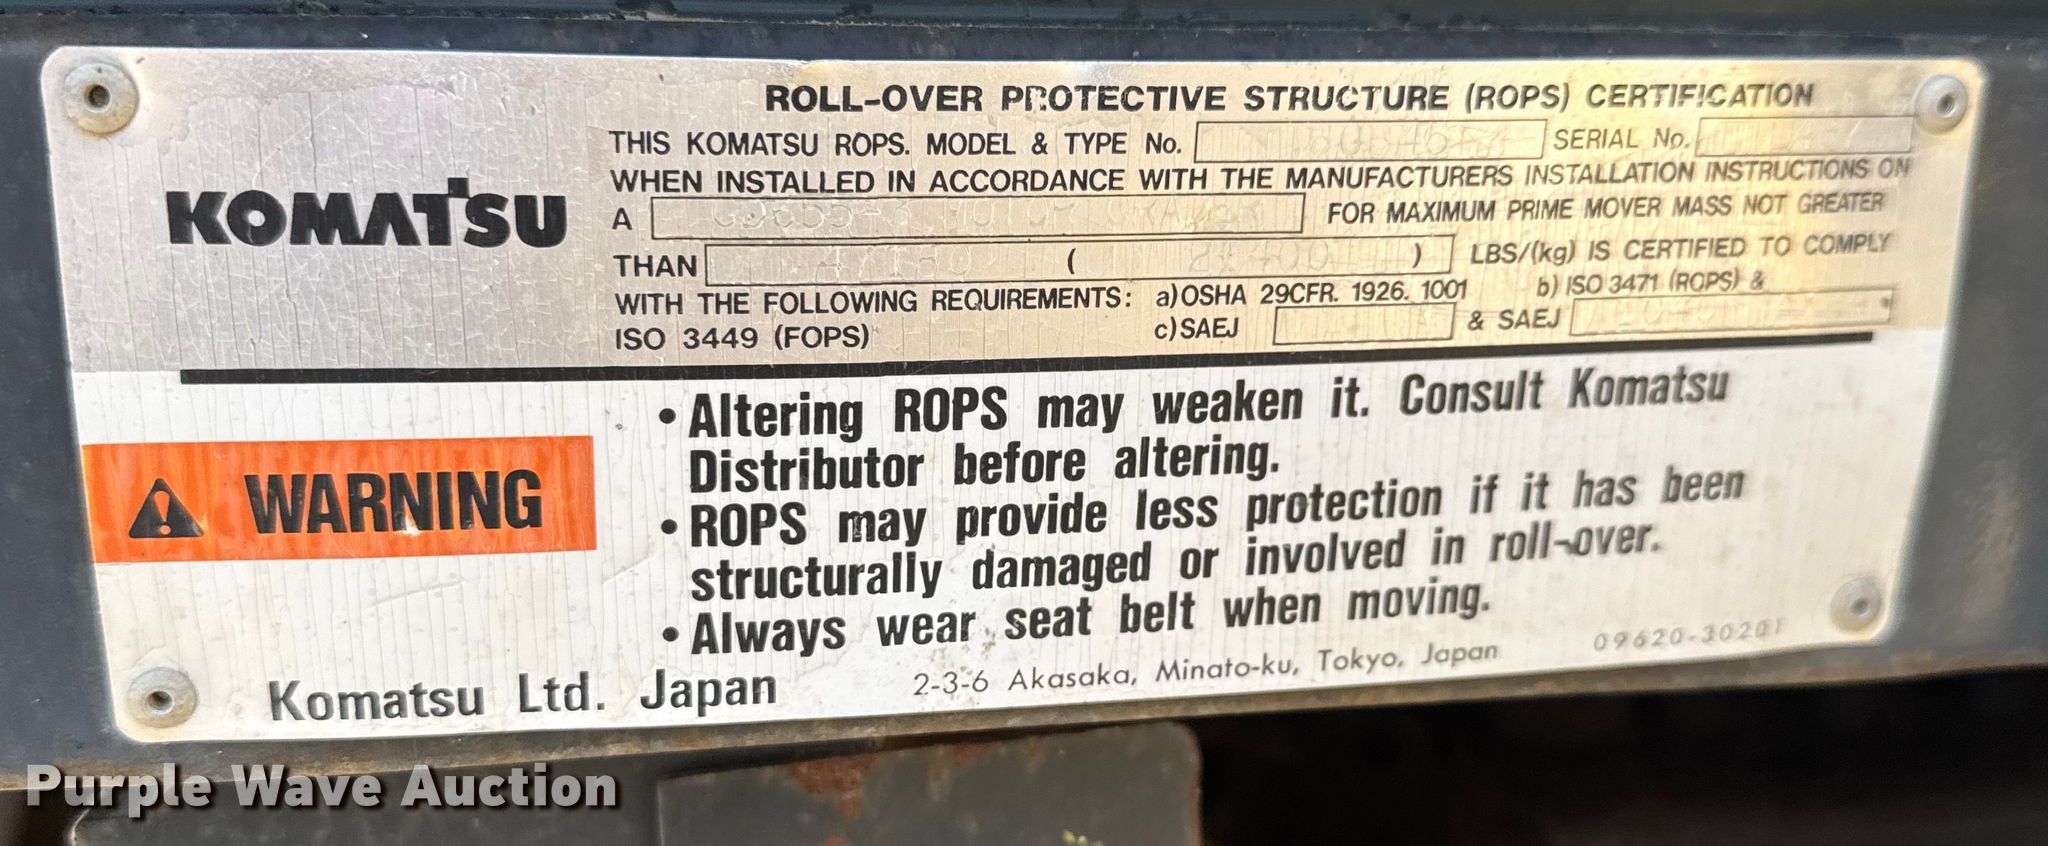 KOMATSU
ROLL-OVER PROTECTIVE STRUCTURE (ROPS) CERTIFICATION
THIS KOMATSU ROPS. MODEL & TYPE No. SERIAL No.
WHEN INSTALLED IN ACCORDANCE WITH THE MANUFACTURERS INSTALLATION INSTRUCTIONS ON
A FOR MAXIMUM PRIME MOVER MASS NOT GREATER
THAN ( ) LBS/(kg) IS CERTIFIED TO COMPLY
WITH THE FOLLOWING REQUIREMENTS: a)OSHA 29CFR. 1926. 1001 b) ISO 3471 (ROPS) &
ISO 3449 (FOPS) c)SAEJ & SAEJ
WARNING
• Altering ROPS may weaken it. Consult Komatsu
Distributor before altering.
• ROPS may provide less protection if it has been
structurally damaged or involved in roll-over.
• Always wear seat belt when moving.
Komatsu Ltd. Japan 2-3-6 Akasaka, Minato-ku, Tokyo, Japan
Purple Wave Auction